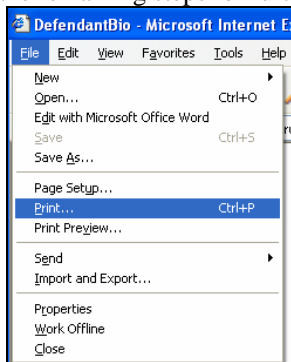 DefendantBio - Microsoft Internet E
File Edit View Favorites Tools Help
New
Open... Ctrl+O
Edit with Microsoft Office Word
Save Ctrl+S
Save As...
Page Setup...
Print... Ctrl+P
Print Preview...
Send
Import and Export...
Properties
Work Offline
Close